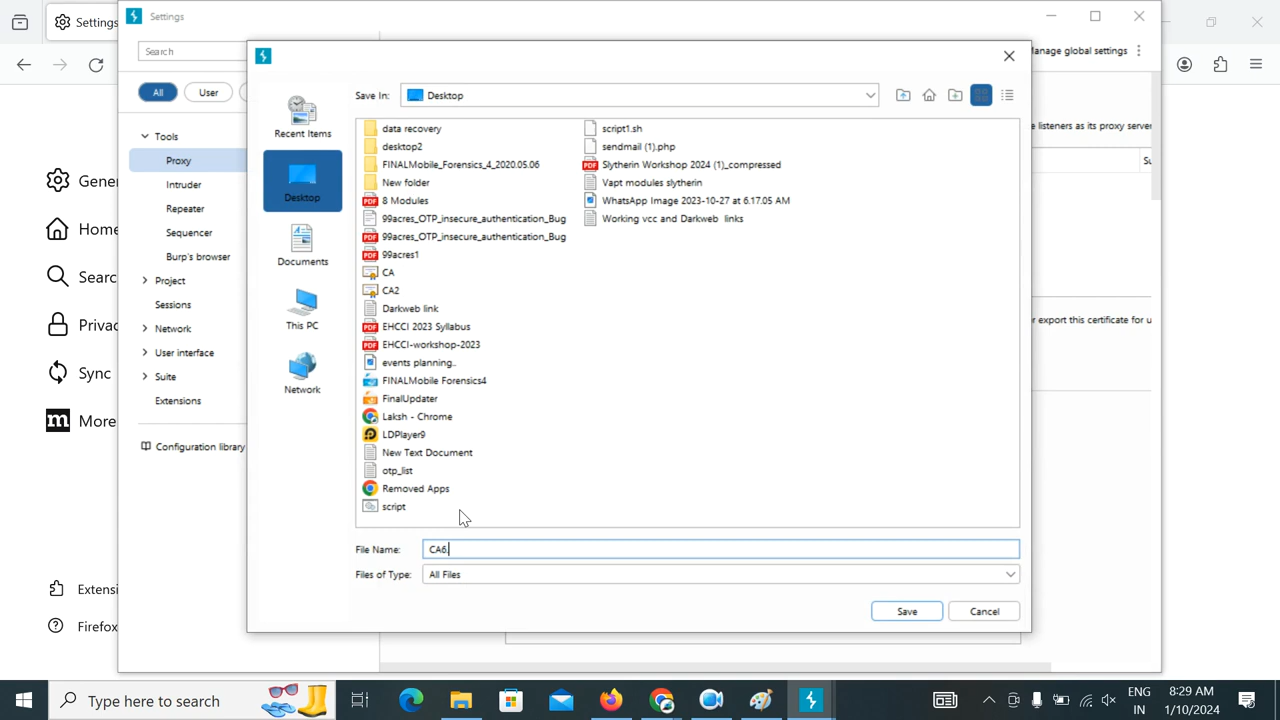 Settings
Settings
Search
Manage global settings
All
User
Save In:
Desktop
listeners as its proxy server
Tools
Proxy
Intruder
Repeater
Sequencer
Burp's browser
Project
Sessions
Network
User interface
Suite
Extensions
Configuration library
Gener
Home
Searc
Privac
Sync
More
Extensi
Firefox
Recent Items
Desktop
Documents
This PC
Network
data recovery
desktop2
FINALMobile_Forensics_4_2020.05.06
New folder
8 Modules
99acres_OTP_insecure_authentication_Bug
99acres_OTP_insecure_authentication_Bug
99acres1
CA
CA2
Darkweb link
EHCCI 2023 Syllabus
EHCCI-workshop-2023
events planning..
FINALMobile Forensics4
FinalUpdater
Laksh - Chrome
LDPlayer9
New Text Document
otp_list
Removed Apps
script
script1.sh
sendmail (1).php
Slytherin Workshop 2024 (1)_compressed
Vapt modules slytherin
WhatsApp Image 2023-10-27 at 6.17.05 AM
Working vcc and Darkweb links
Su
r export this certificate for u
File Name:
CA6.
Files of Type:
All Files
Save
Cancel
Type here to search
ENG
IN
8:29 AM
1/10/2024